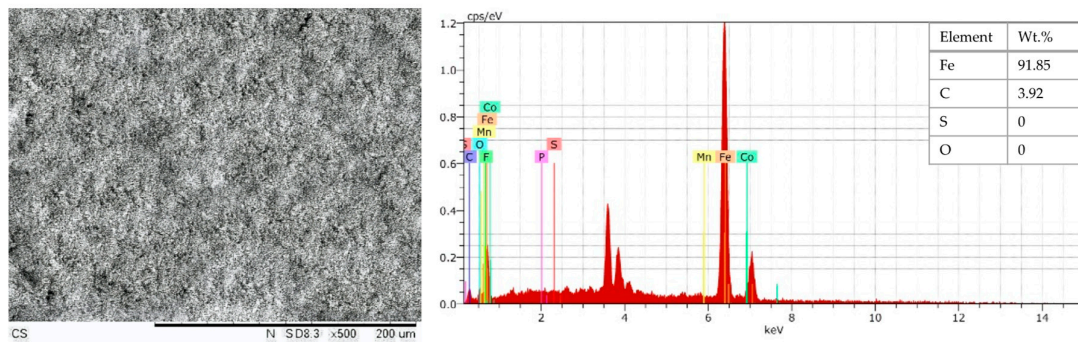 CS
N SD8.3 x500 200 um
cps/eV
1.2
1.0
0.8
0.6
0.4
0.2
0.0
Co
Fe
Mn
S O
C F
P
S
Mn Fe Co
2 4 6 8 10 12 14
keV
Element Wt.%
Fe 91.85
C 3.92
S 0
O 0